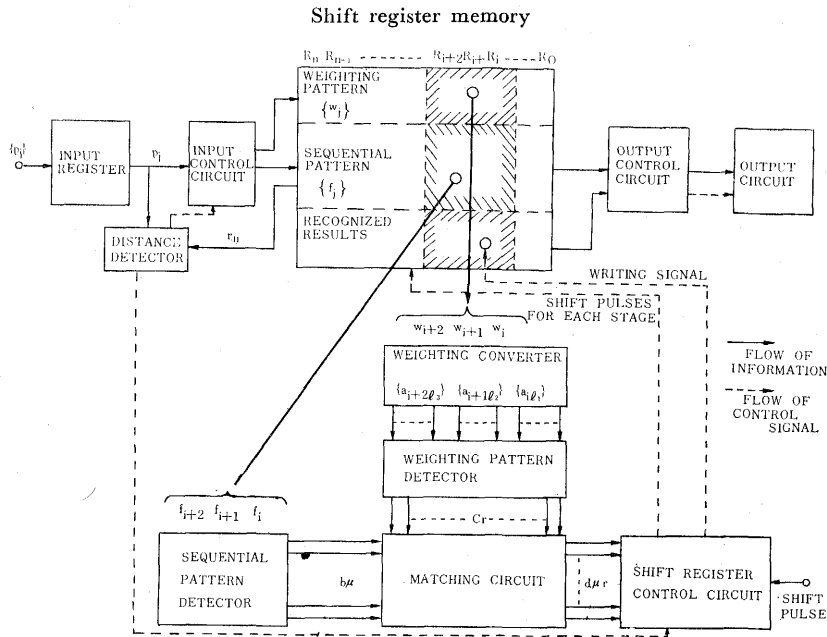 Shift register memory
Rn Rn-1 ------- Ri+2 Ri+1 Ri ---- R0
WEIGHTING
PATTERN
{wj}
{pj}
INPUT
REGISTER
pj
INPUT
CONTROL
CIRCUIT
SEQUENTIAL
PATTERN
{fj}
OUTPUT
CONTROL
CIRCUIT
OUTPUT
CIRCUIT
RECOGNIZED
RESULTS
DISTANCE
DETECTOR
rn
WRITING SIGNAL
SHIFT PULSES
FOR EACH STAGE
wi+2 wi+1 wi
WEIGHTING CONVERTER
{ai+2ℓ3} {ai+1ℓ2} {aiℓ1}
FLOW OF
INFORMATION
FLOW OF
CONTROL
SIGNAL
WEIGHTING PATTERN
DETECTOR
fi+2 fi+1 fi
Cr
SEQUENTIAL
PATTERN
DETECTOR
bμ
MATCHING CIRCUIT
dμr
SHIFT REGISTER
CONTROL CIRCUIT
SHIFT
PULSE